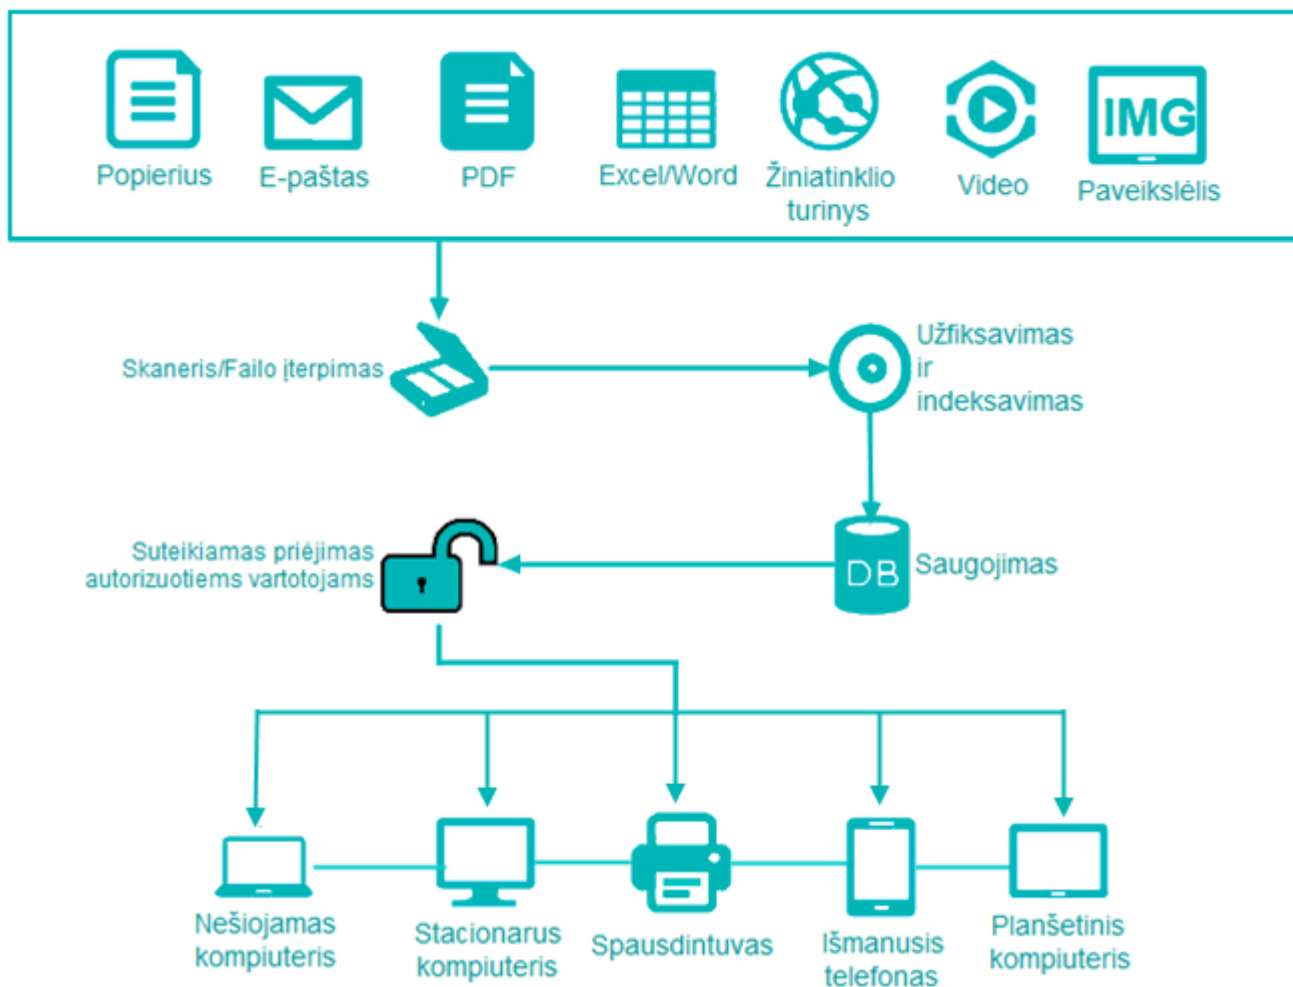 Popierius
E-paštas
PDF
Excel/Word
Žiniatinklio
turinys
Video
IMG
Paveikslėlis
Skaneris/Failo įterpimas
Užfiksavimas
ir
indeksavimas
Suteikiamas priėjimas
autorizuotiems vartotojams
DB
Saugojimas
Nešiojamas
kompiuteris
Stacionarus
kompiuteris
Spausdintuvas
Išmanusis
telefonas
Planšetinis
kompiuteris